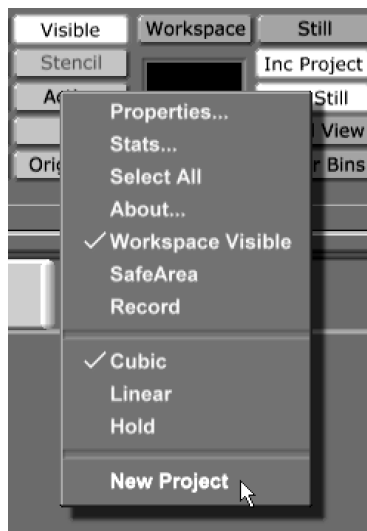 Visible Workspace Still
Stencil Inc Project
Still
View
Bins
Properties...
Stats...
Select All
About...
Workspace Visible
SafeArea
Record
Cubic
Linear
Hold
New Project